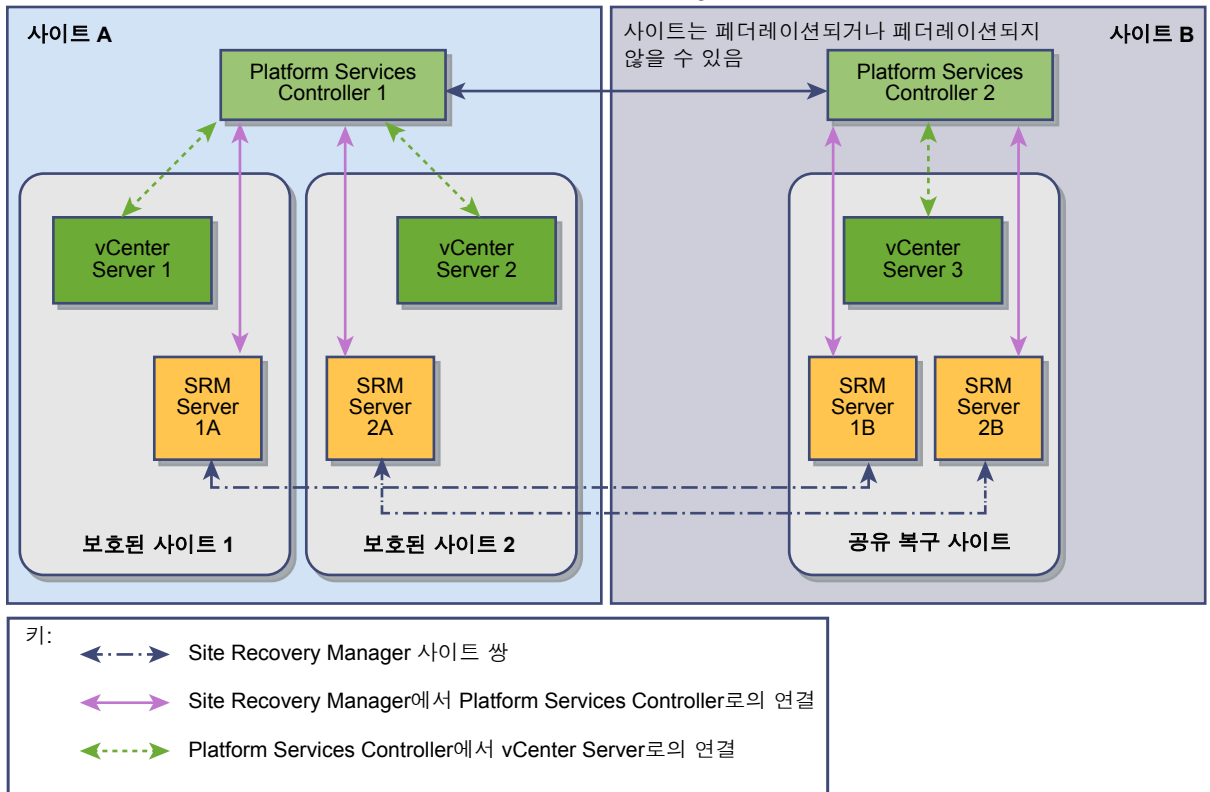 사이트 A
사이트는 페더레이션되거나 페더레이션되지
않을 수 있음
사이트 B
Platform Services
Controller 1
Platform Services
Controller 2
vCenter
Server 1
vCenter
Server 2
vCenter
Server 3
SRM
Server
1A
SRM
Server
2A
SRM
Server
1B
SRM
Server
2B
보호된 사이트 1
보호된 사이트 2
공유 복구 사이트
키:
Site Recovery Manager 사이트 쌍
Site Recovery Manager에서 Platform Services Controller로의 연결
Platform Services Controller에서 vCenter Server로의 연결